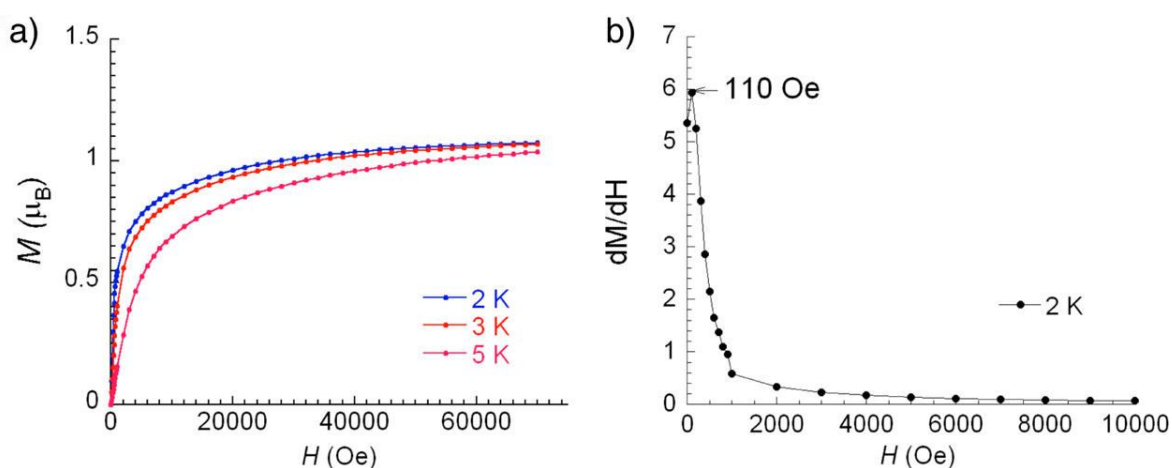 a)
1.5
1
0.5
0
M (μB)
2 K
3 K
5 K
0 20000 40000 60000
H (Oe)
b)
7
6
5
4
3
2
1
0
dM/dH
110 Oe
2 K
0 2000 4000 6000 8000 10000
H (Oe)